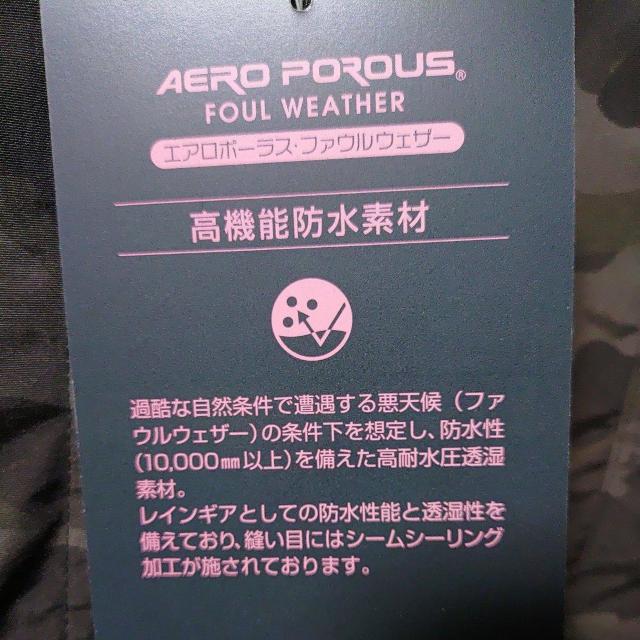 AERO POROUS®
FOUL WEATHER
エアロポーラス・ファウルウェザー
高機能防水素材
過酷な自然条件で遭遇する悪天候（ファ
ウルウェザー）の条件下を想定し、防水性
（10,000㎜以上）を備えた高耐水圧透湿
素材。
レインギアとしての防水性能と透湿性を
備えており、縫い目にはシームシーリング
加工が施されております。